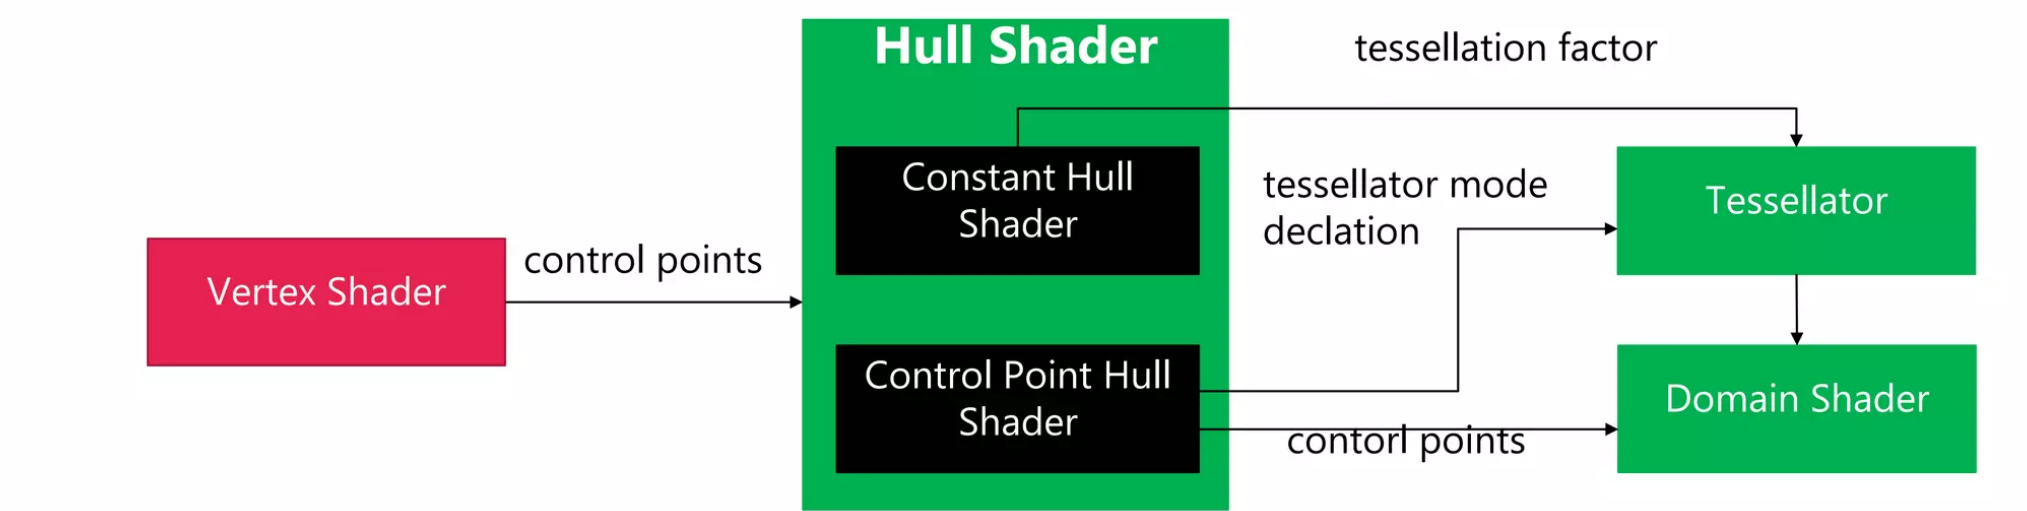 Hull Shader
tessellation factor
Constant Hull
Shader
tessellator mode
declation
Tessellator
control points
Vertex Shader
Control Point Hull
Shader
contorl points
Domain Shader